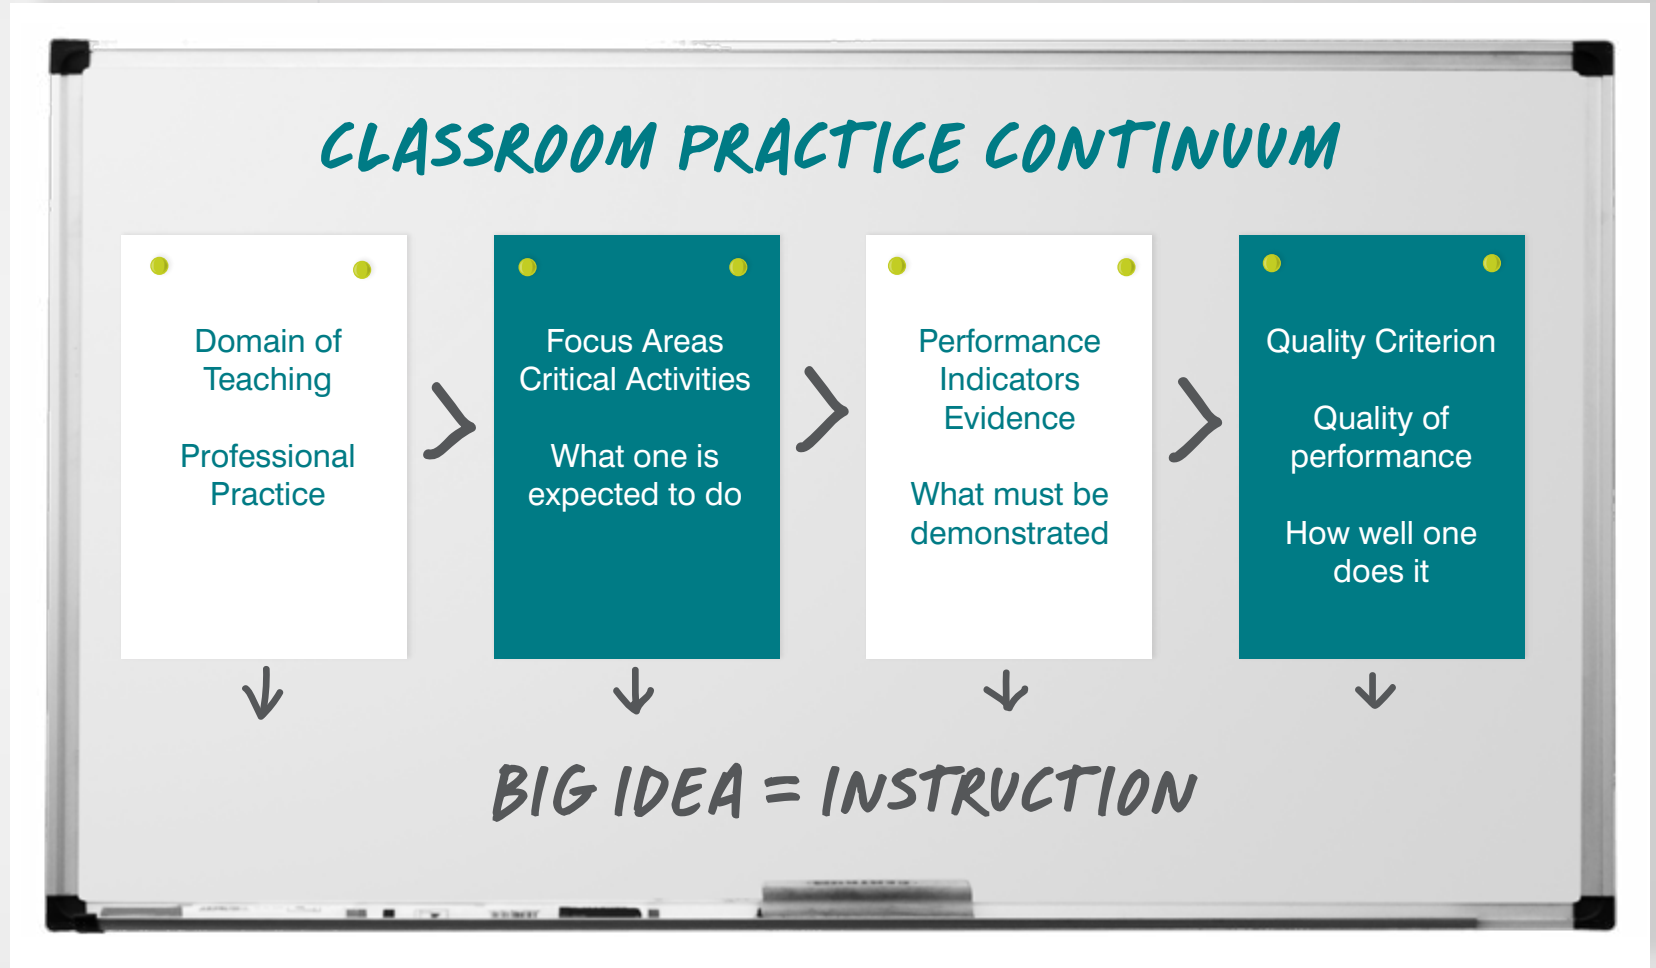 CLASSROOM PRACTICE CONTINUUM
Domain of
Teaching
Professional
Practice
Focus Areas
Critical Activities
What one is
expected to do
Performance
Indicators
Evidence
What must be
demonstrated
Quality Criterion
Quality of
performance
How well one
does it
BIG IDEA = INSTRUCTION